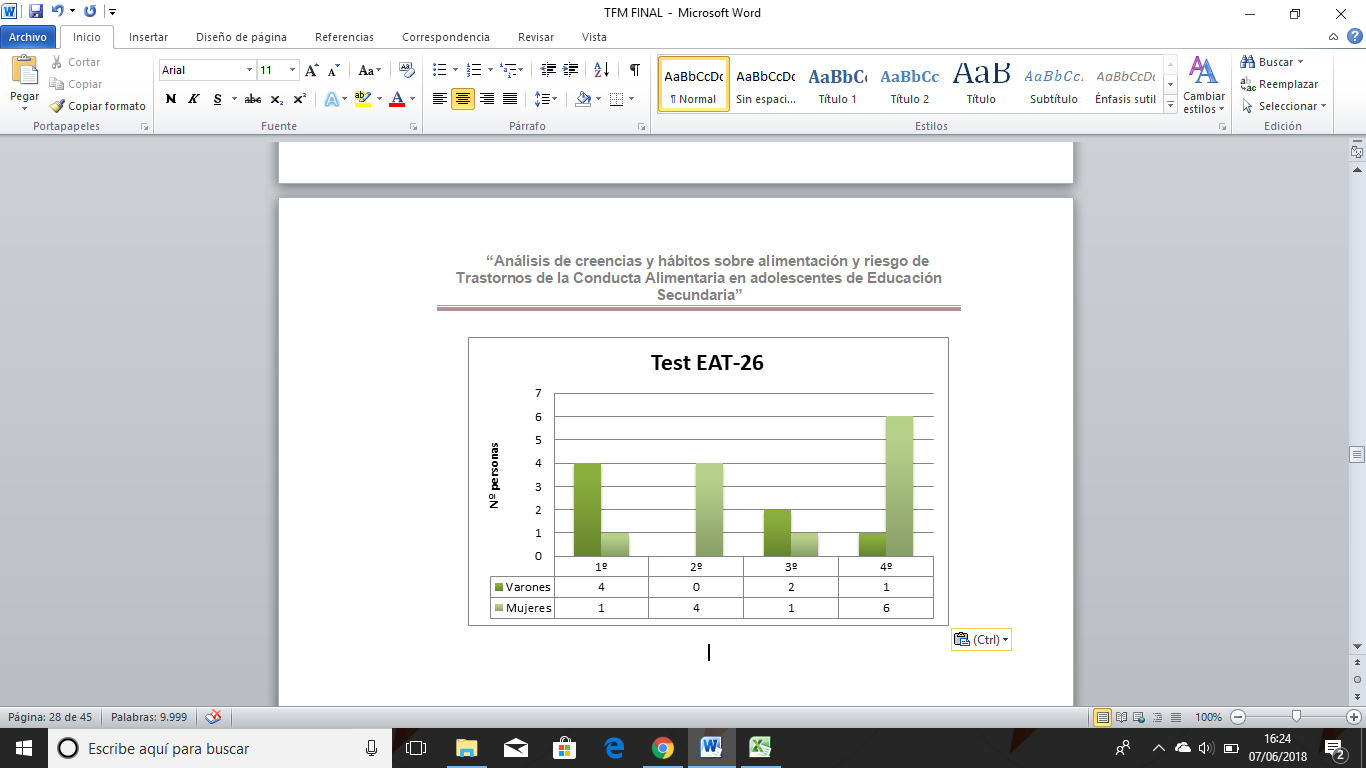 TFM FINAL - Microsoft Word
Archivo Inicio Insertar Diseño de página Referencias Correspondencia Revisar Vista
Pegar
Cortar
Copiar
Copiar formato
Portapapeles
Arial 11
N K S abc x₂ x²
Fuente
Párrafo
AaBbCcDc AaBbCcDc AaBbC AaBbCc AaB AaBbCc. AaBbCcDc
¶ Normal Sin espaci... Título 1 Título 2 Título Subtítulo Énfasis sutil
Cambiar estilos
Estilos
Buscar
Reemplazar
Seleccionar
Edición
“Análisis de creencias y hábitos sobre alimentación y riesgo de
Trastornos de la Conducta Alimentaria en adolescentes de Educación
Secundaria”
Test EAT-26
Nº personas
7
6
5
4
3
2
1
0
1º 2º 3º 4º
Varones 4 0 2 1
Mujeres 1 4 1 6
(Ctrl)
Página: 28 de 45 Palabras: 9.999 100%
Escribe aquí para buscar
16:24
07/06/2018
2